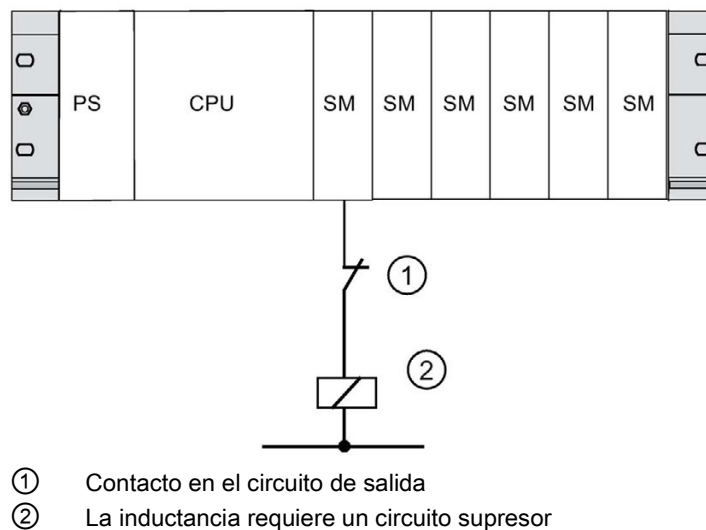 PS CPU SM SM SM SM SM SM
①
②
① Contacto en el circuito de salida
② La inductancia requiere un circuito supresor